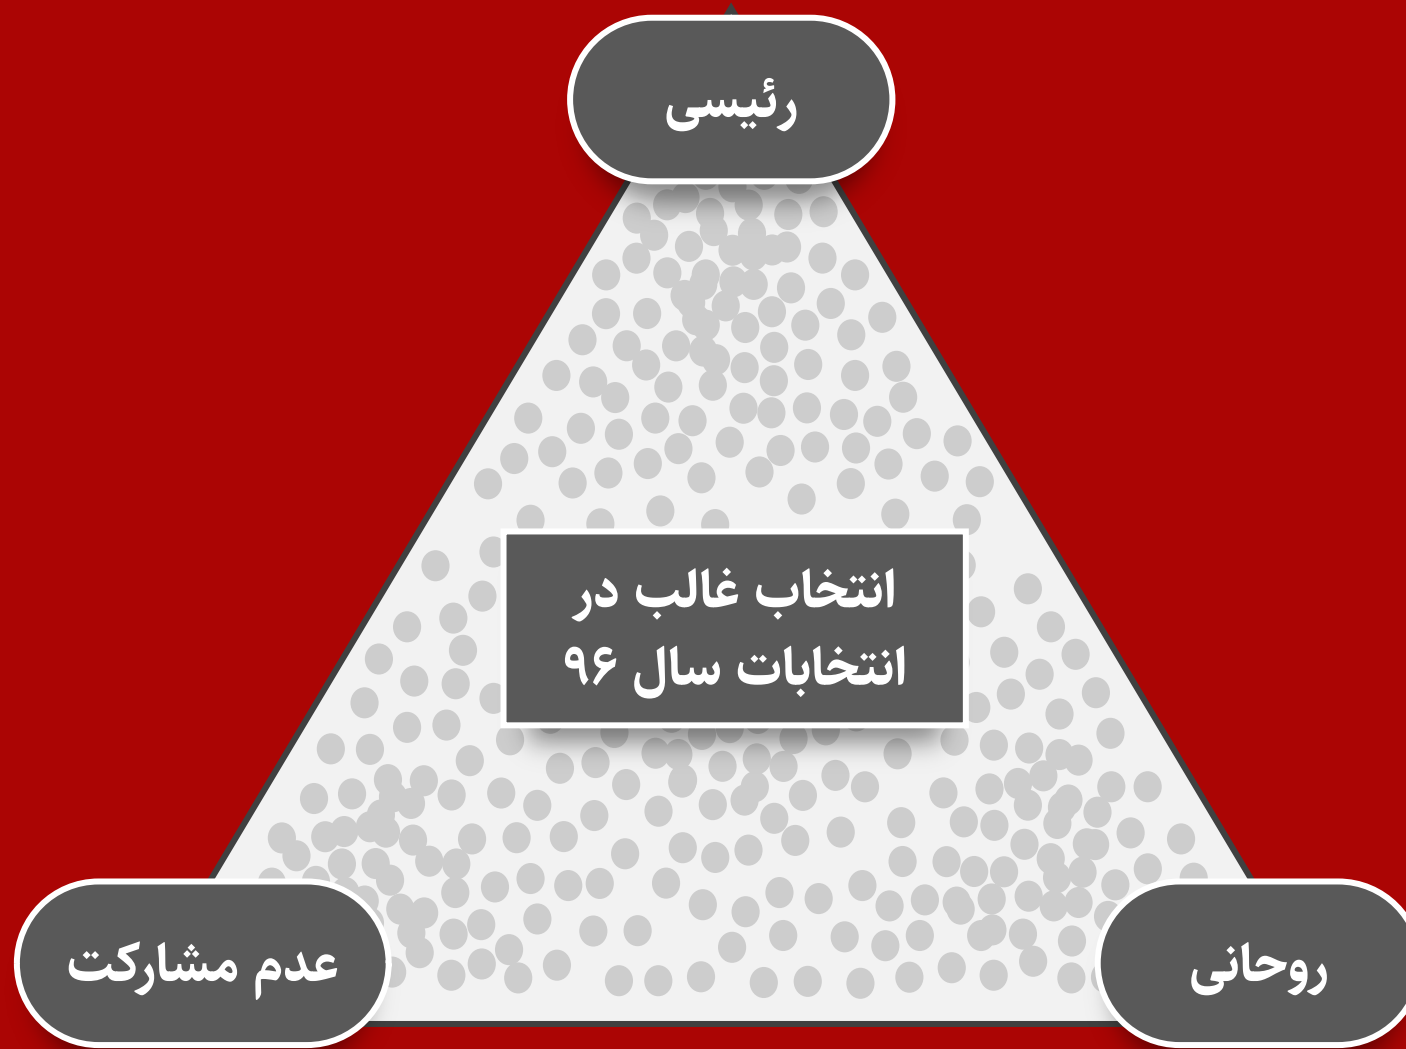 رئیسی
انتخاب غالب در
انتخابات سال ۹۶
روحانی
عدم مشارکت